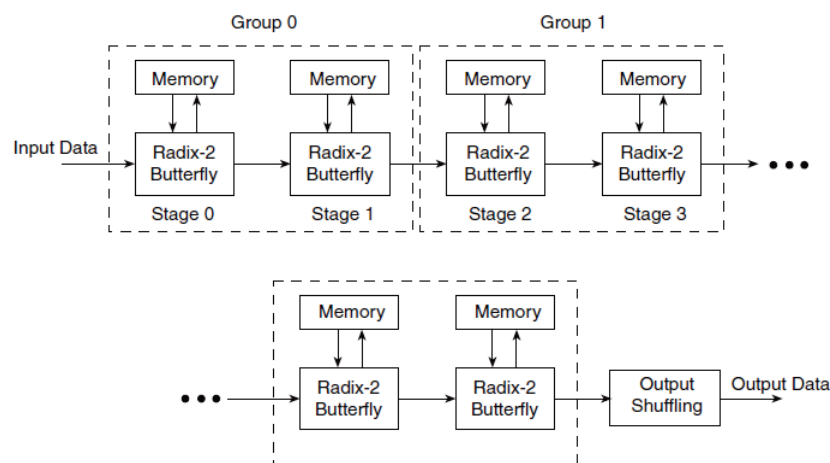 Group 0
Group 1
Memory
Memory
Memory
Memory
Input Data
Radix-2
Butterfly
Radix-2
Butterfly
Radix-2
Butterfly
Radix-2
Butterfly
Stage 0
Stage 1
Stage 2
Stage 3
Memory
Memory
Radix-2
Butterfly
Radix-2
Butterfly
Output
Shuffling
Output Data